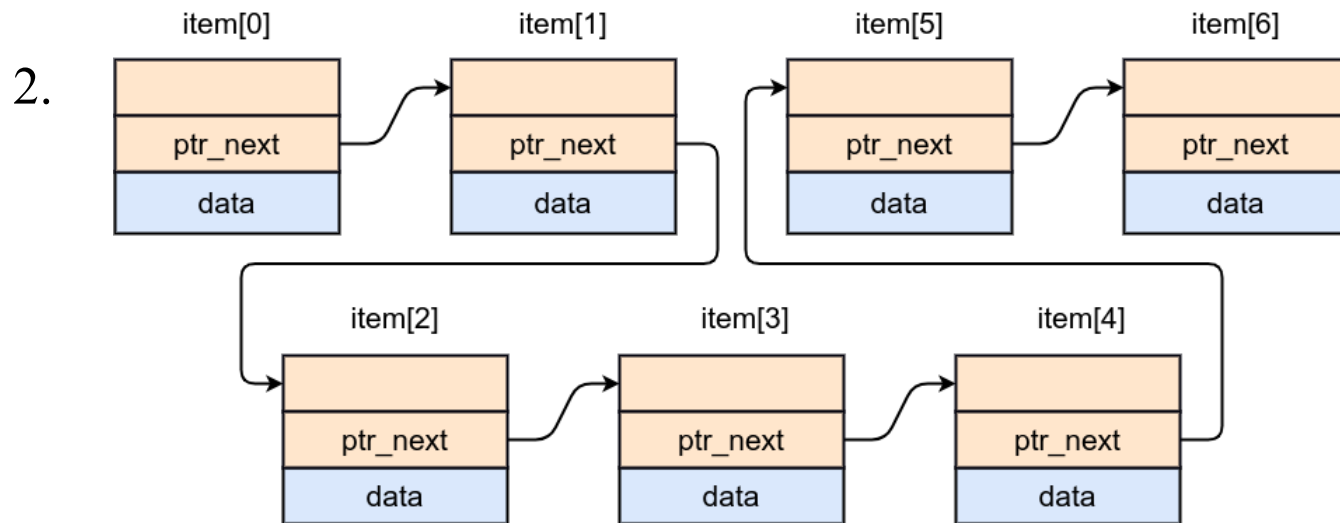 item[0] item[1] item[5] item[6]
2.
ptr_next ptr_next ptr_next ptr_next
data data data data
item[2] item[3] item[4]
ptr_next ptr_next ptr_next
data data data